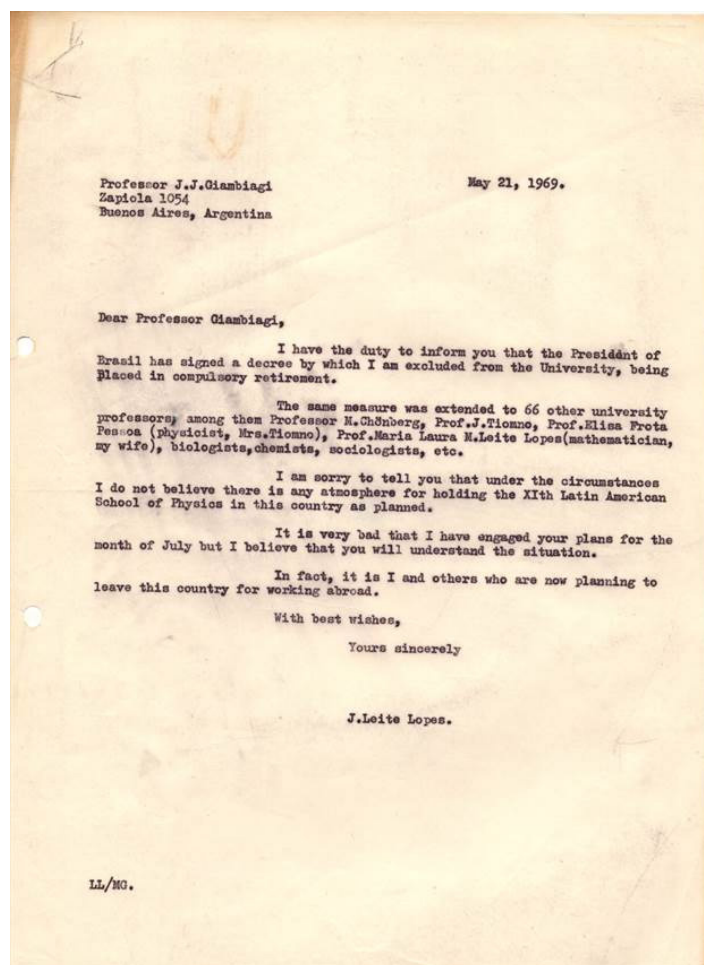 Professor J.J.Giambiagi
May 21, 1969.
Zapiola 1054
Buenos Aires, Argentina
Dear Professor Giambiagi,
I have the duty to inform you that the President of
Brasil has signed a decree by which I am excluded from the University, being
placed in compulsory retirement.
The same measure was extended to 66 other university
professors, among them Professor M.Chönberg, Prof.J.Tiomno, Prof.Elisa Frota
Pessoa (physicist, Mrs.Tiomno), Prof.Maria Laura M.Leite Lopes(mathematician,
my wife), biologists,chemists, sociologists, etc.
I am sorry to tell you that under the circumstances
I do not believe there is any atmosphere for holding the XIth Latin American
School of Physics in this country as planned.
It is very bad that I have engaged your plans for the
month of July but I believe that you will understand the situation.
In fact, it is I and others who are now planning to
leave this country for working abroad.
With best wishes,
Yours sincerely
J.Leite Lopes.
LL/MG.